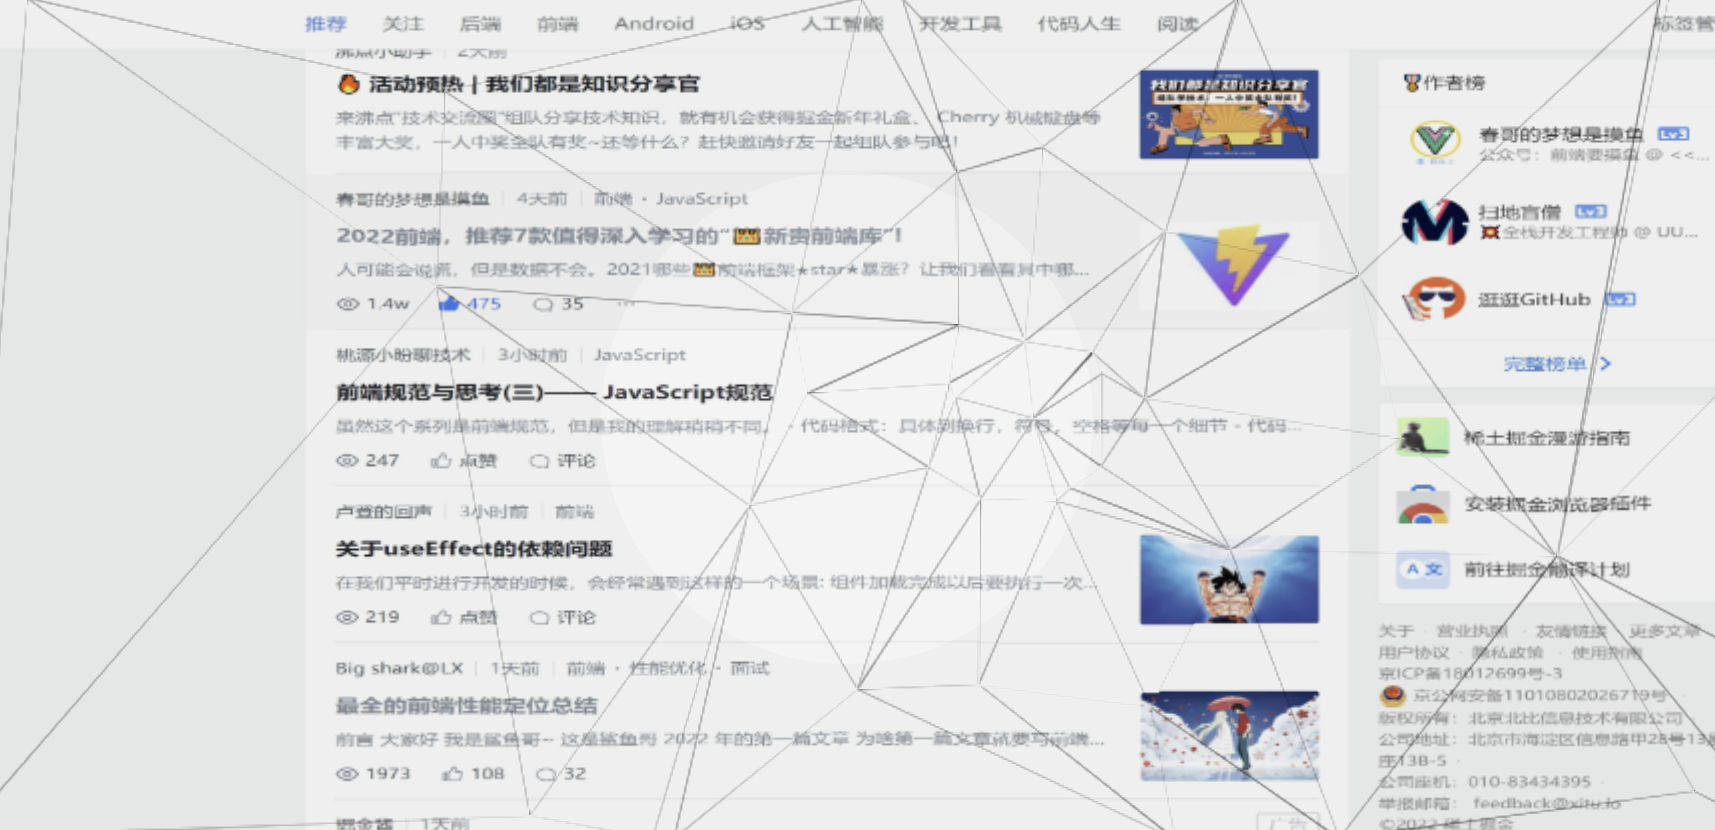 推荐 关注 后端 前端 Android iOS 人工智能 开发工具 代码人生 阅读 标签管
沸点小助手 2天前
活动预热 | 我们都是知识分享官
来沸点“技术交流圈”组队分享技术知识，就有机会获得掘金新年礼盒、Cherry 机械键盘等
丰富大奖，一人中奖全队有奖~还等什么？赶快邀请好友一起组队参与吧！
我们都是知识分享官
春哥的梦想是摸鱼 4天前 前端 · JavaScript
2022前端，推荐7款值得深入学习的“新贵前端库”！
人可能会说谎，但是数据不会。2021哪些前端框架★star★暴涨？让我们看看其中哪...
1.4w 475 35 ...
桃源小盼聊技术 3小时前 JavaScript
前端规范与思考(三)—— JavaScript规范
虽然这个系列是前端规范，但是我的理解稍稍不同。 - 代码格式：具体到换行，符号，空格等每一个细节 - 代码...
247 点赞 评论
卢登的回声 3小时前 前端
关于useEffect的依赖问题
在我们平时进行开发的时候，会经常遇到这样的一个场景: 组件加载完成以后要执行一次...
219 点赞 评论
Big shark@LX 1天前 前端 · 性能优化 · 面试
最全的前端性能定位总结
前言 大家好 我是鲨鱼哥~ 这是鲨鱼哥 2022 年的第一篇文章 为啥第一篇文章就要写前端...
1973 108 32
掘金酱 1天前
广告
作者榜
春哥的梦想是摸鱼 Lv3
公众号：前端要摸鱼 @ <<...
扫地盲僧 Lv3
全栈开发工程师 @ UU...
逛逛GitHub Lv3
完整榜单
稀土掘金漫游指南
安装掘金浏览器插件
A 文 前往掘金翻译计划
关于 · 营业执照 · 友情链接 · 更多文章
用户协议 · 隐私政策 · 使用指南
京ICP备18012699号-3
京公网安备11010802026719号
版权所有：北京北比信息技术有限公司
公司地址：北京市海淀区信息路甲28号13
座13B-5
公司座机：010-83434395
举报邮箱：feedback@xitu.io
©2022 稀土掘金